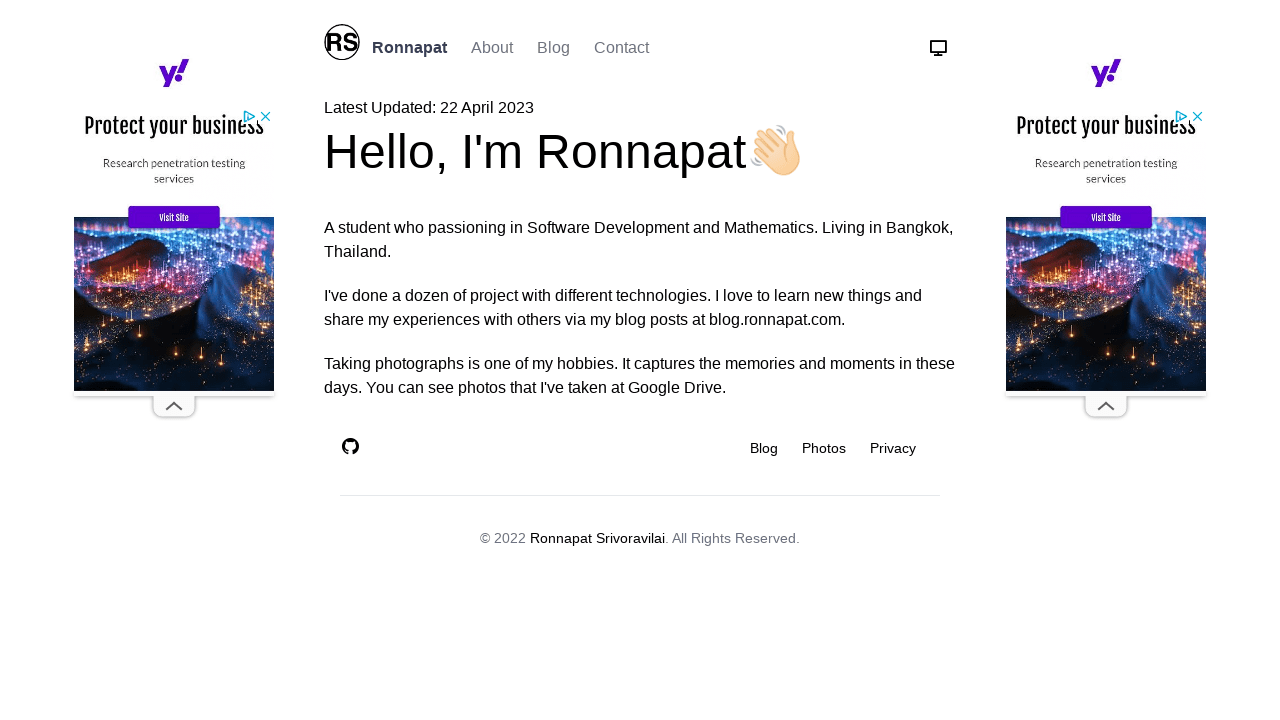 RS
Ronnapat About Blog Contact
Latest Updated: 22 April 2023
Hello, I'm Ronnapat
A student who passioning in Software Development and Mathematics. Living in Bangkok,
Thailand.
I've done a dozen of project with different technologies. I love to learn new things and
share my experiences with others via my blog posts at blog.ronnapat.com.
Taking photographs is one of my hobbies. It captures the memories and moments in these
days. You can see photos that I've taken at Google Drive.
Blog Photos Privacy
© 2022 Ronnapat Srivoravilai. All Rights Reserved.
y!
Protect your business,
Research penetration testing
services
Visit Site
y!
Protect your business,
Research penetration testing
services
Visit Site